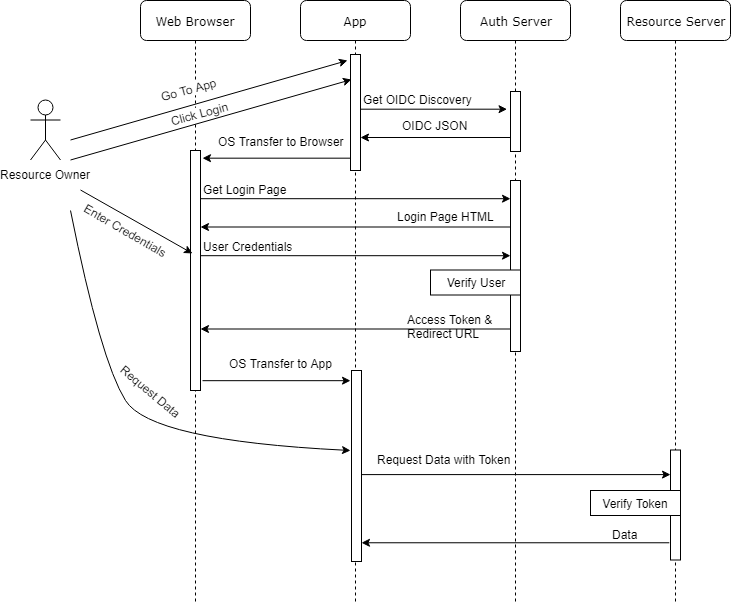 Web Browser
App
Auth Server
Resource Server
Go To App
Click Login
Get OIDC Discovery
OIDC JSON
OS Transfer to Browser
Resource Owner
Get Login Page
Login Page HTML
Enter Credentials
User Credentials
Verify User
Access Token &
Redirect URL
OS Transfer to App
Request Data
Request Data with Token
Verify Token
Data